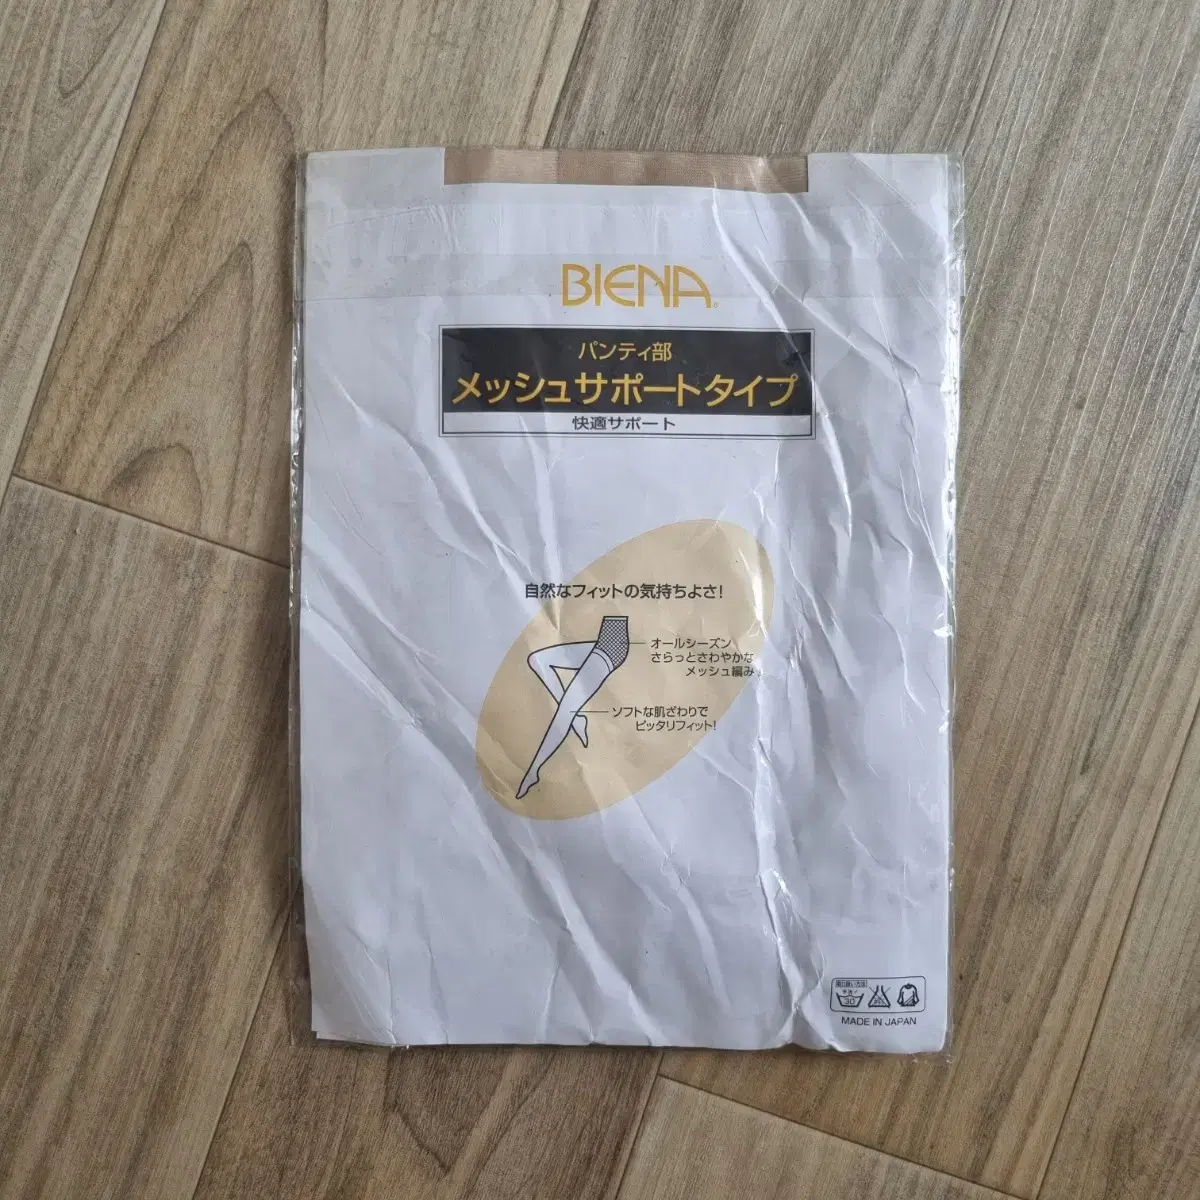 BIENA®
パンティ部
メッシュサポートタイプ
快適サポート
自然なフィットの気持ちよさ!
オールシーズン
さらっとさわやかな
メッシュ編み
ソフトな肌ざわりで
ピッタリフィット!
30
MADE IN JAPAN